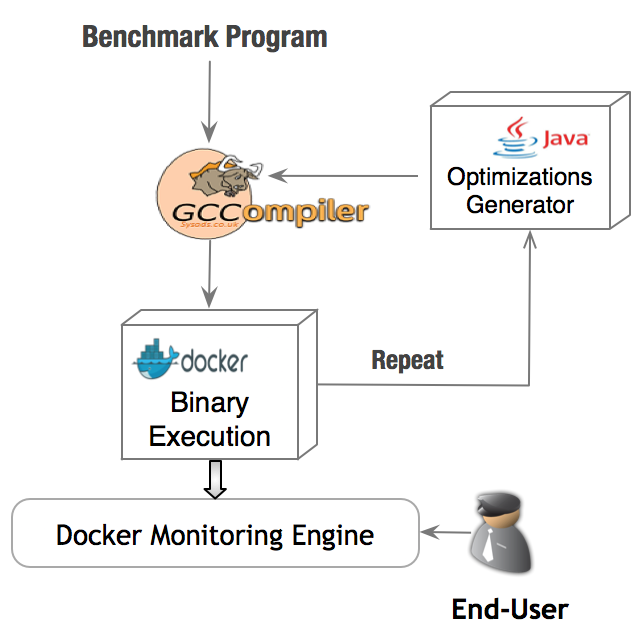 Benchmark Program
Java
Optimizations
Generator
GCCompiler
Sysads.co.uk
docker
Binary
Execution
Repeat
Docker Monitoring Engine
End-User